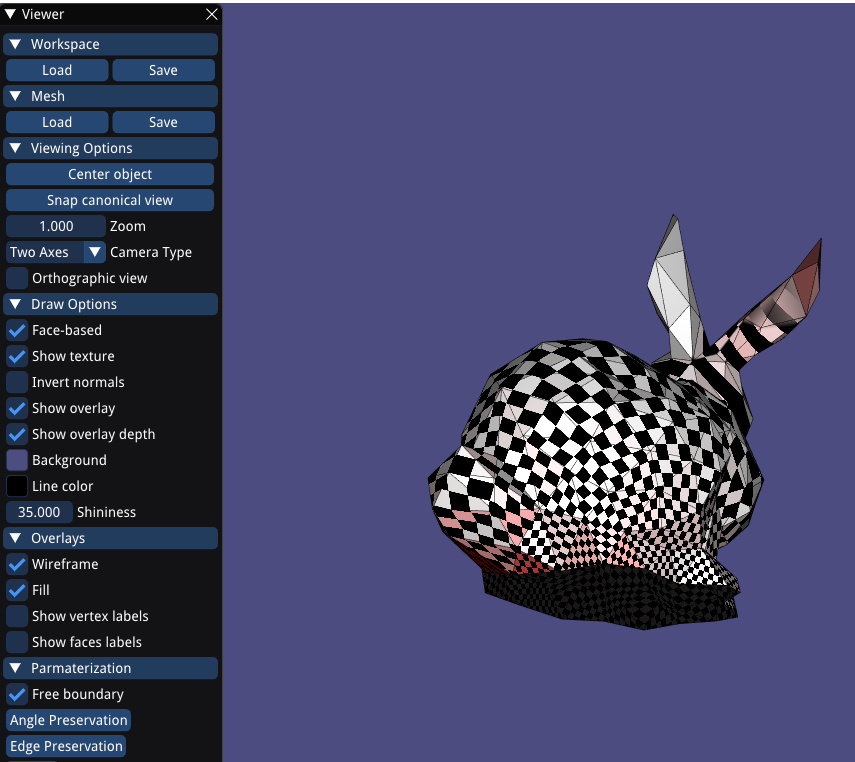 Viewer
Workspace
Load Save
Mesh
Load Save
Viewing Options
Center object
Snap canonical view
1.000 Zoom
Two Axes Camera Type
Orthographic view
Draw Options
Face-based
Show texture
Invert normals
Show overlay
Show overlay depth
Background
Line color
35.000 Shininess
Overlays
Wireframe
Fill
Show vertex labels
Show faces labels
Parmaterization
Free boundary
Angle Preservation
Edge Preservation